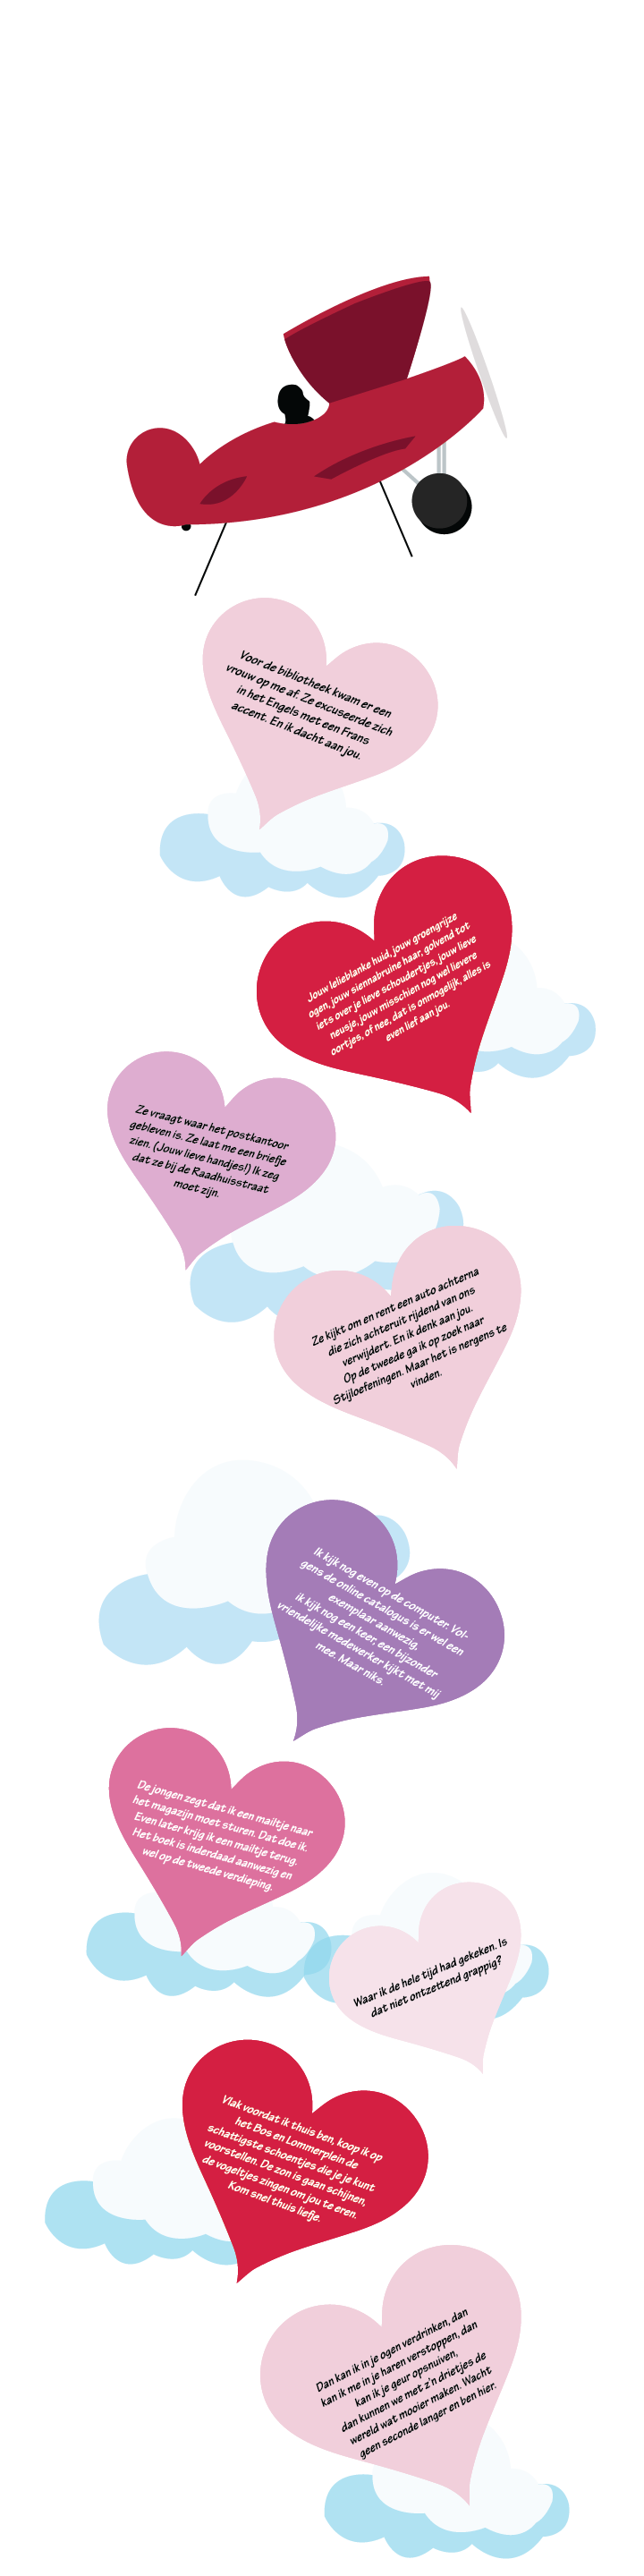 Voor de bibliotheek kwam er een
vrouw op me af. Ze excuseerde zich
in het Engels met een Frans
accent. En ik dacht aan jou.
Jouw lelieblanke huid, jouw groengrijze
ogen, jouw siennabruine haar, golvend tot
iets over je lieve schoudertjes, jouw lieve
neusje, jouw misschien nog wel lievere
oortjes, of nee, dat is onmogelijk, alles is
even lief aan jou.
Ze vraagt waar het postkantoor
gebleven is. Ze laat me een briefje
zien. (Jouw lieve handjes!) Ik zeg
dat ze bij de Raadhuisstraat
moet zijn.
Ze kijkt om en rent een auto achterna
die zich achteruit rijdend van ons
verwijdert. En ik denk aan jou.
Op de tweede ga ik op zoek naar
Stijloefeningen. Maar het is nergens te
vinden.
Ik kijk nog even op de computer. Vol-
gens de online catalogus is er wel een
exemplaar aanwezig,
ik kijk nog een keer, een bijzonder
vriendelijke medewerker kijkt met mij
mee. Maar niks.
De jongen zegt dat ik een mailtje naar
het magazijn moet sturen. Dat doe ik.
Even later krijg ik een mailtje terug.
Het boek is inderdaad aanwezig en
wel op de tweede verdieping.
Waar ik de hele tijd had gekeken. Is
dat niet ontzettend grappig?
Vlak voordat ik thuis ben, koop ik op
het Bos en Lommerplein de
schattigste schoentjes die je je kunt
voorstellen. De zon is gaan schijnen,
de vogeltjes zingen om jou te eren.
Kom snel thuis liefje.
Dan kan ik in je ogen verdrinken, dan
kan ik me in je haren verstoppen, dan
kan ik je geur opsnuiven,
dan kunnen we met z'n drietjes de
wereld wat mooier maken. Wacht
geen seconde langer en ben hier.